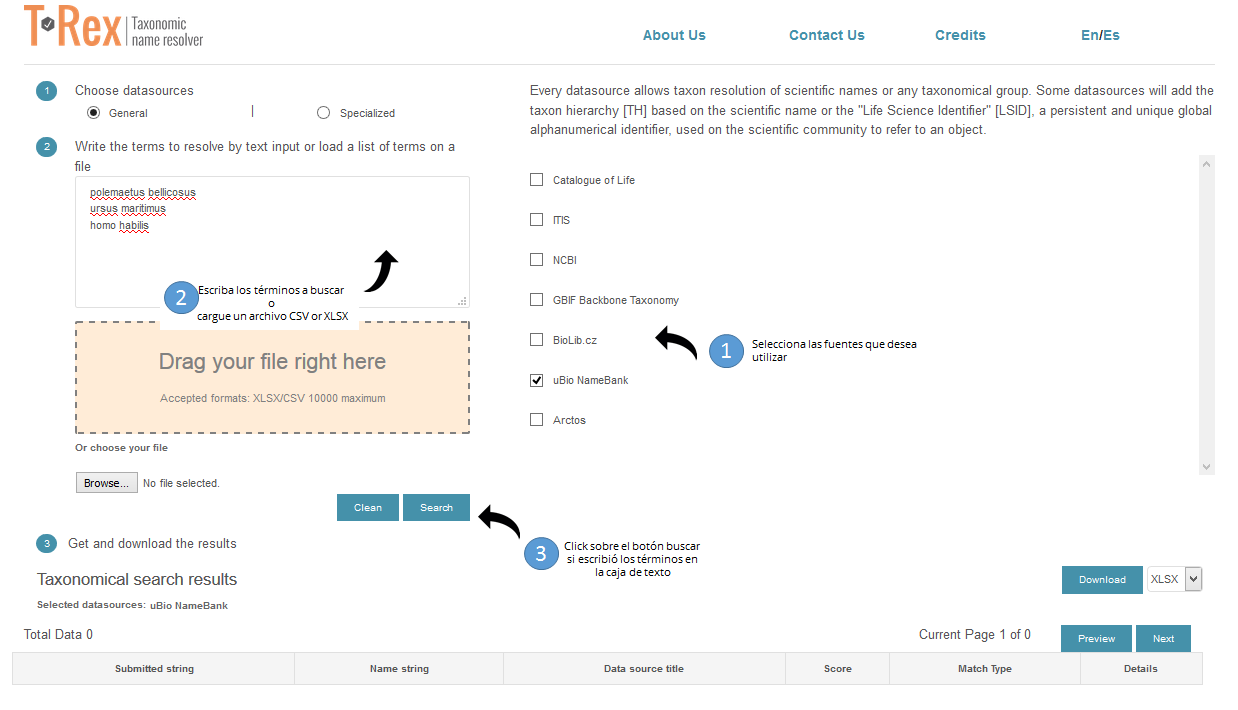 T-Rex Taxonomic
name resolver
About Us
Contact Us
Credits
En/Es
1 Choose datasources
General | Specialized
2 Write the terms to resolve by text input or load a list of terms on a
file
polemaetus bellicosus
ursus maritimus
homo habilis
2 Escriba los términos a buscar
o
cargue un archivo CSV or XLSX
Drag your file right here
Accepted formats: XLSX/CSV 10000 maximum
Or choose your file
Browse... No file selected.
Clean Search
Every datasource allows taxon resolution of scientific names or any taxonomical group. Some datasources will add the
taxon hierarchy [TH] based on the scientific name or the "Life Science Identifier" [LSID], a persistent and unique global
alphanumerical identifier, used on the scientific community to refer to an object.
Catalogue of Life
ITIS
NCBI
GBIF Backbone Taxonomy
BioLib.cz
uBio NameBank
Arctos
1 Selecciona las fuentes que desea
utilizar
3 Click sobre el botón buscar
si escribió los términos en
la caja de texto
3 Get and download the results
Taxonomical search results
Download XLSX
Selected datasources: uBio NameBank
Total Data 0
Current Page 1 of 0
Preview Next
Submitted string Name string Data source title Score Match Type Details